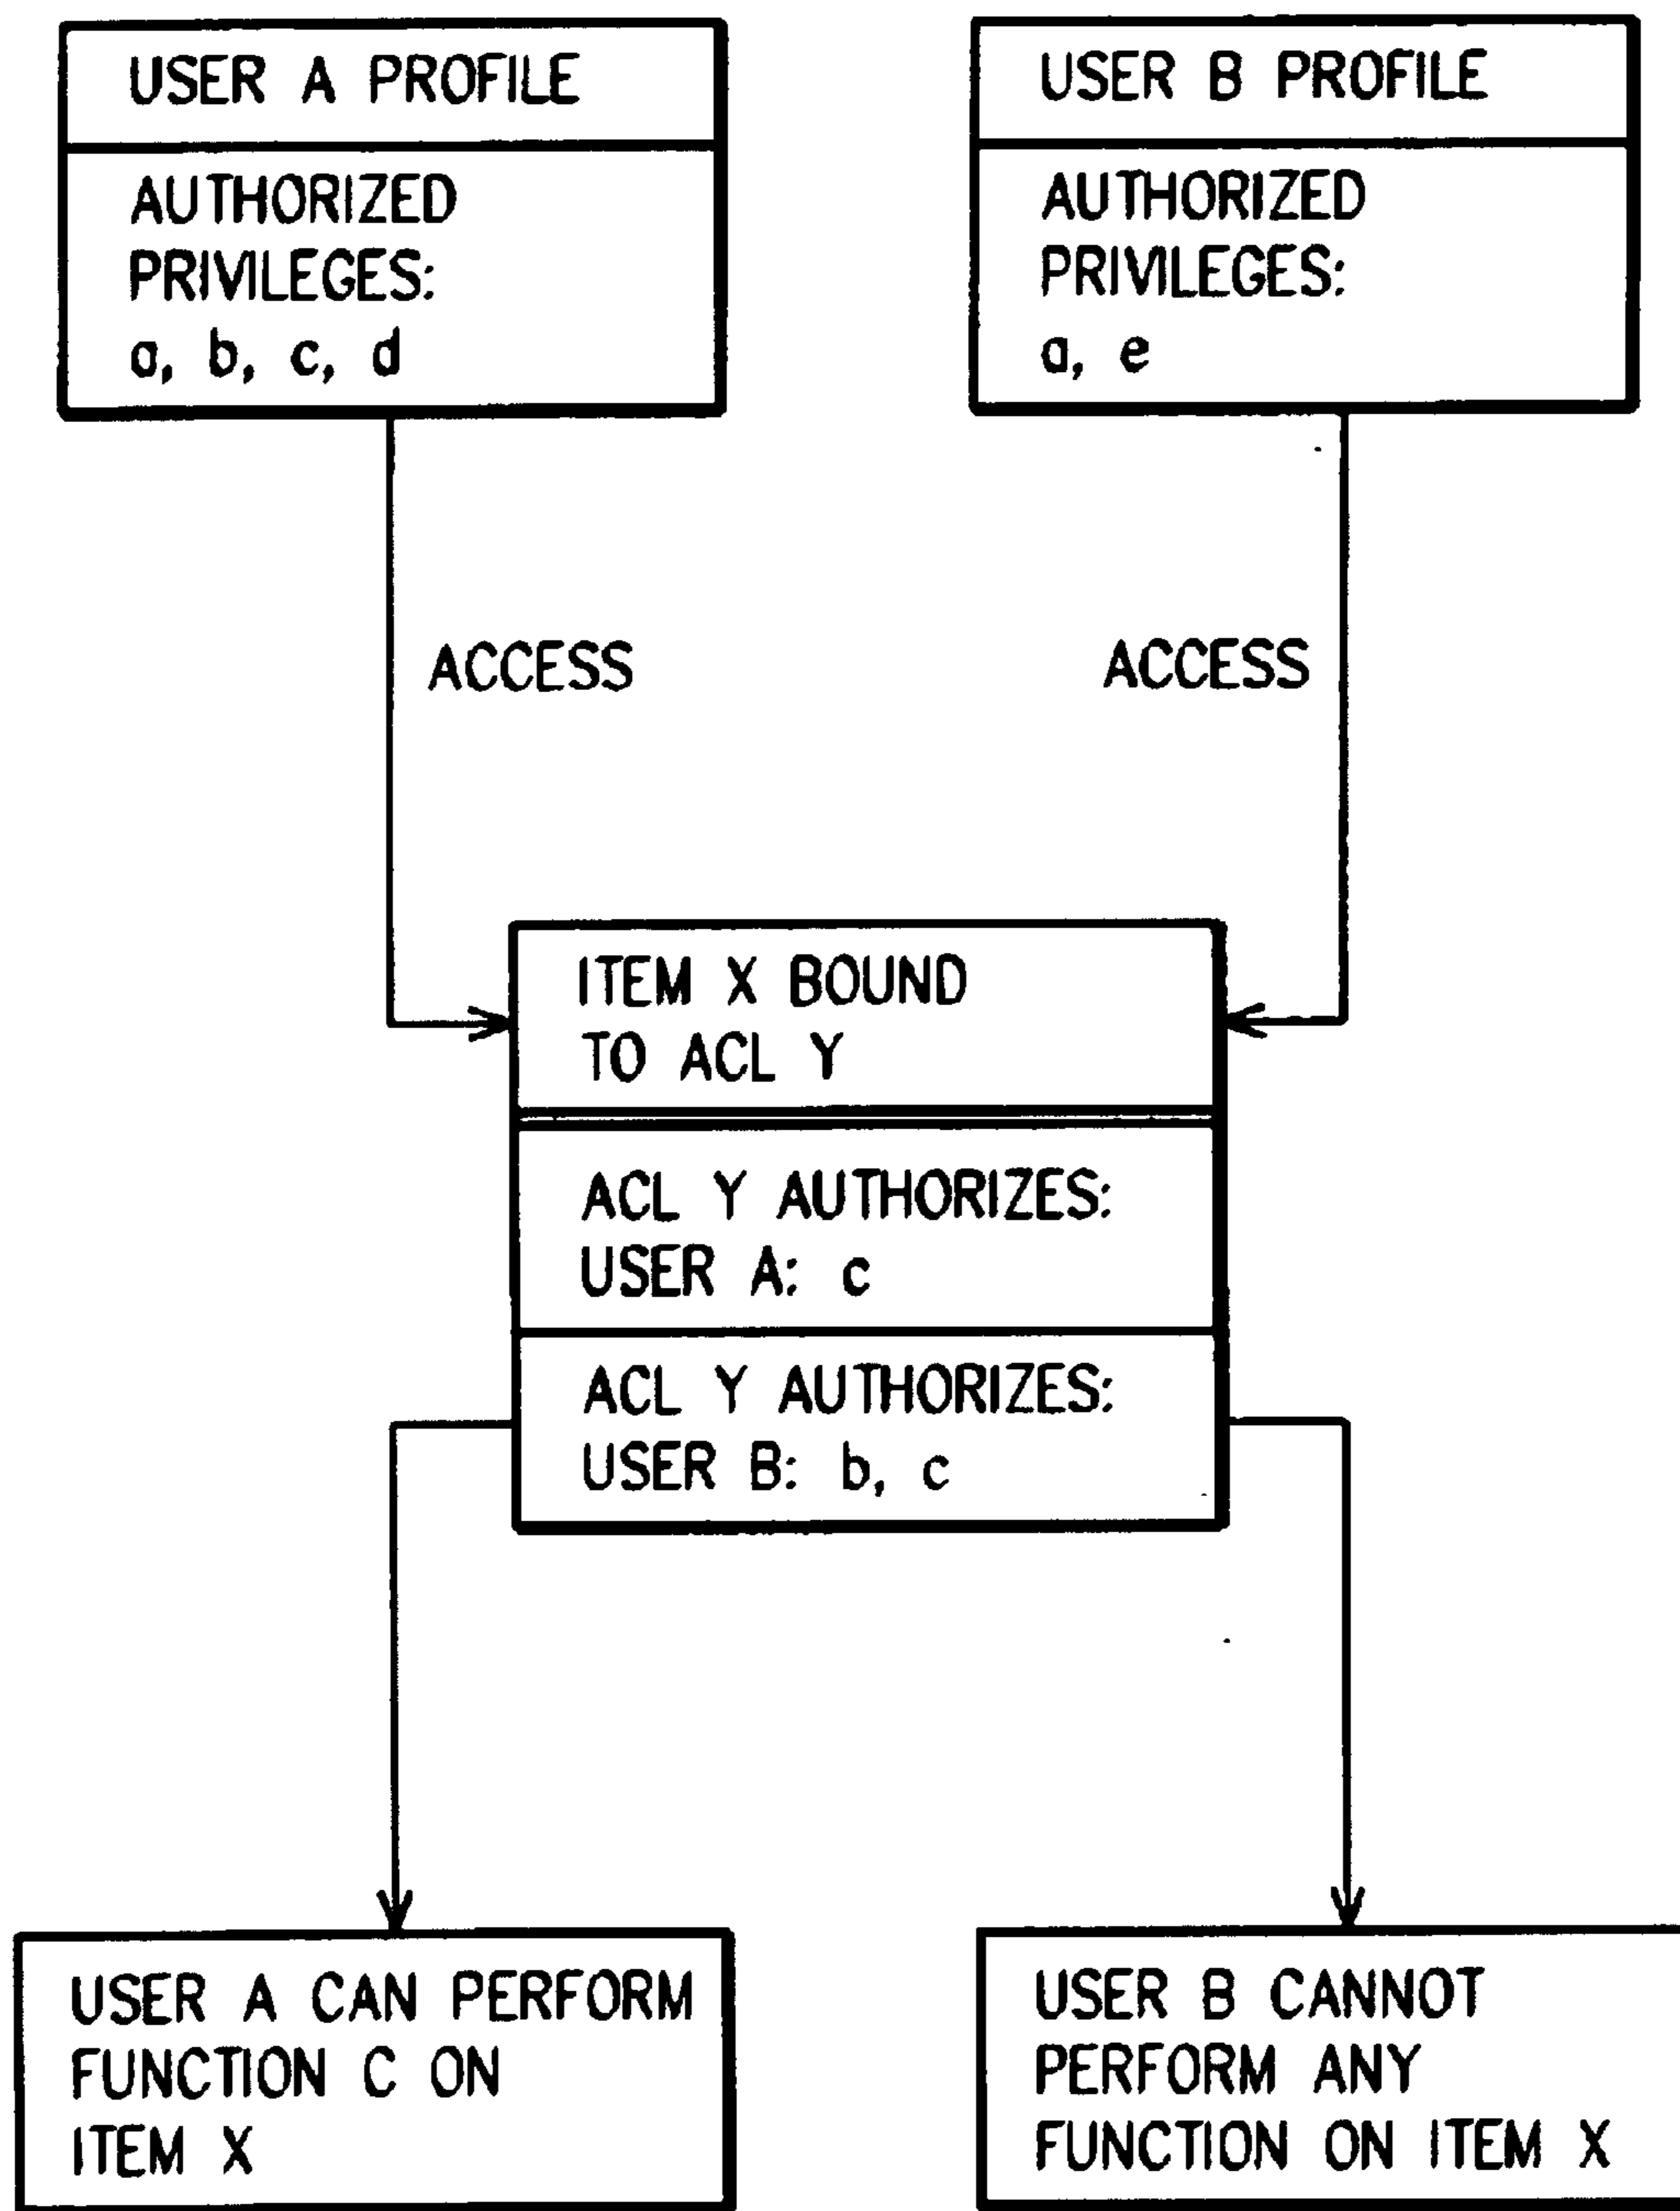 USER A PROFILE
AUTHORIZED
PRIVILEGES:
a, b, c, d
USER B PROFILE
AUTHORIZED
PRIVILEGES:
a, e
ACCESS
ACCESS
ITEM X BOUND
TO ACL Y
ACL Y AUTHORIZES:
USER A: c
ACL Y AUTHORIZES:
USER B: b, c
USER A CAN PERFORM
FUNCTION C ON
ITEM X
USER B CANNOT
PERFORM ANY
FUNCTION ON ITEM X